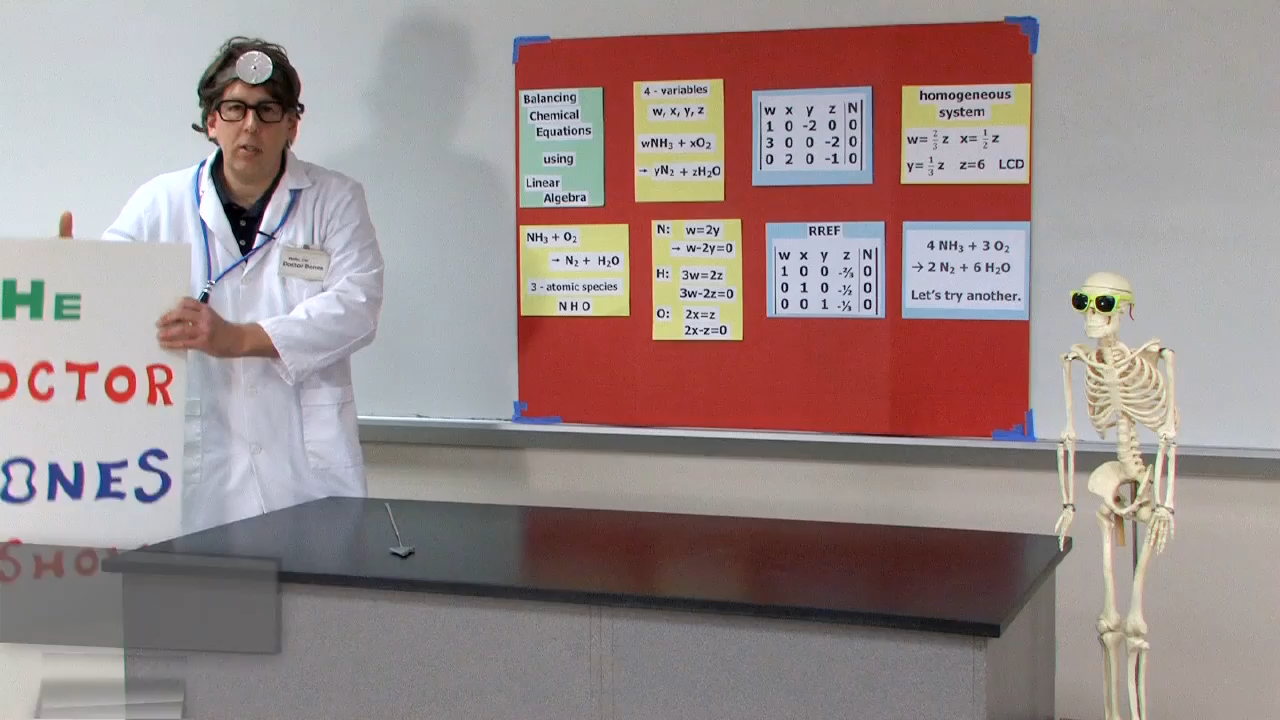 HE
OCTOR
ONES
SHOW
Doctor Bones
Balancing
Chemical
Equations
using
Linear
Algebra
4 - variables
w, x, y, z
wNH₃ + xO₂
→ yN₂ + zH₂O
w x y z N
1 0 -2 0 0
3 0 0 -2 0
0 2 0 -1 0
homogeneous
system
w= 2/3 z x= 1/2 z
y= 1/3 z z=6 LCD
NH₃ + O₂
→ N₂ + H₂O
3 - atomic species
N H O
N: w=2y
→ w-2y=0
H: 3w=2z
3w-2z=0
O: 2x=z
2x-z=0
RREF
w x y z N
1 0 0 -⅔ 0
0 1 0 -½ 0
0 0 1 -⅓ 0
4 NH₃ + 3 O₂
→ 2 N₂ + 6 H₂O
Let's try another.